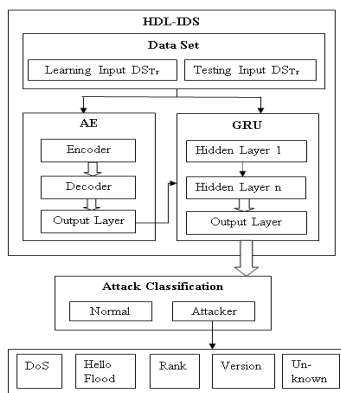 HDL-IDS
Data Set
Learning Input DSTr
Testing Input DSTr
AE
Encoder
Decoder
Output Layer
GRU
Hidden Layer 1
Hidden Layer n
Output Layer
Attack Classification
Normal
Attacker
DoS
Hello
Flood
Rank
Version
Un-
known